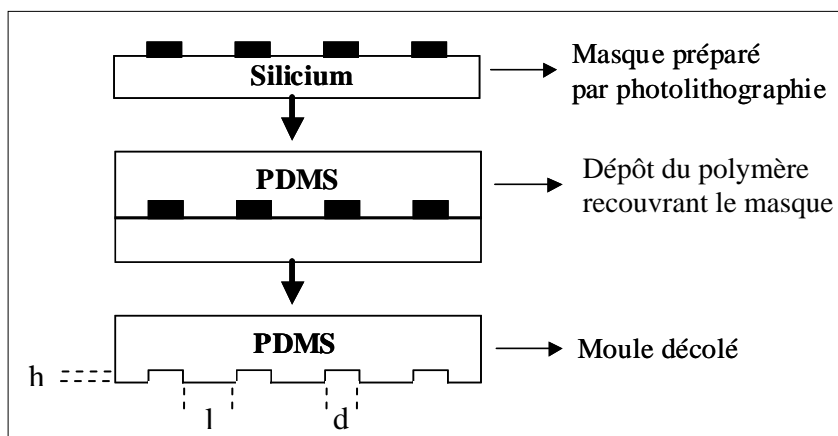 Silicium
Masque préparé
par photolithographie
PDMS
Dépôt du polymère
recouvrant le masque
PDMS
Moule décolé
h
l
d